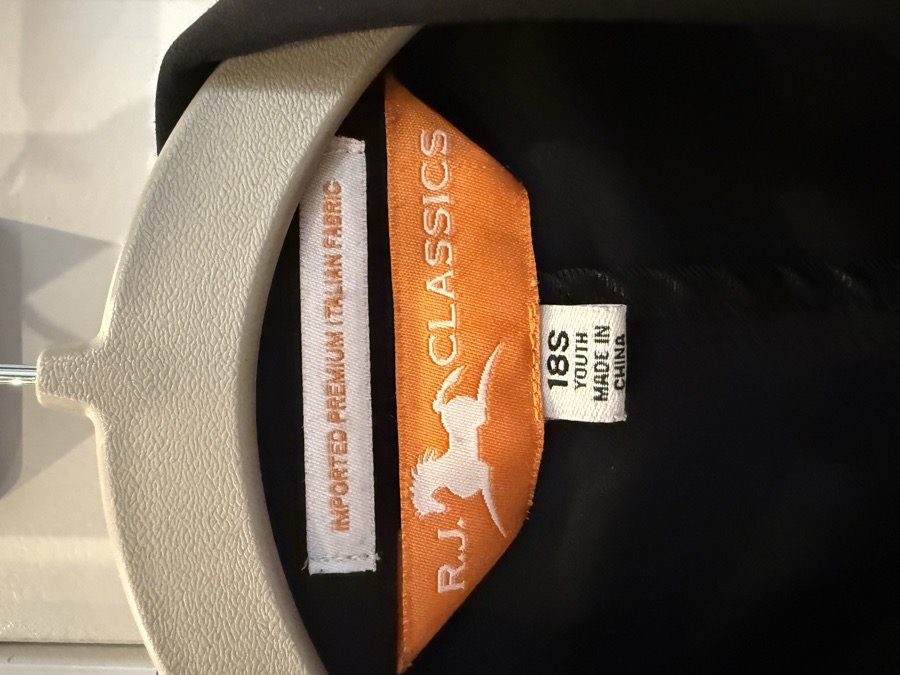 IMPORTED PREMIUM ITALIAN FABRIC
R.J. CLASSICS
18S
YOUTH
MADE IN
CHINA